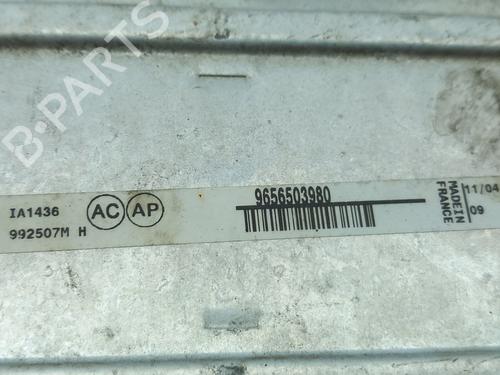 B-PARTS
IA1436
992507M H
AC AP
9656503980
MADE IN
FRANCE
11/04
09